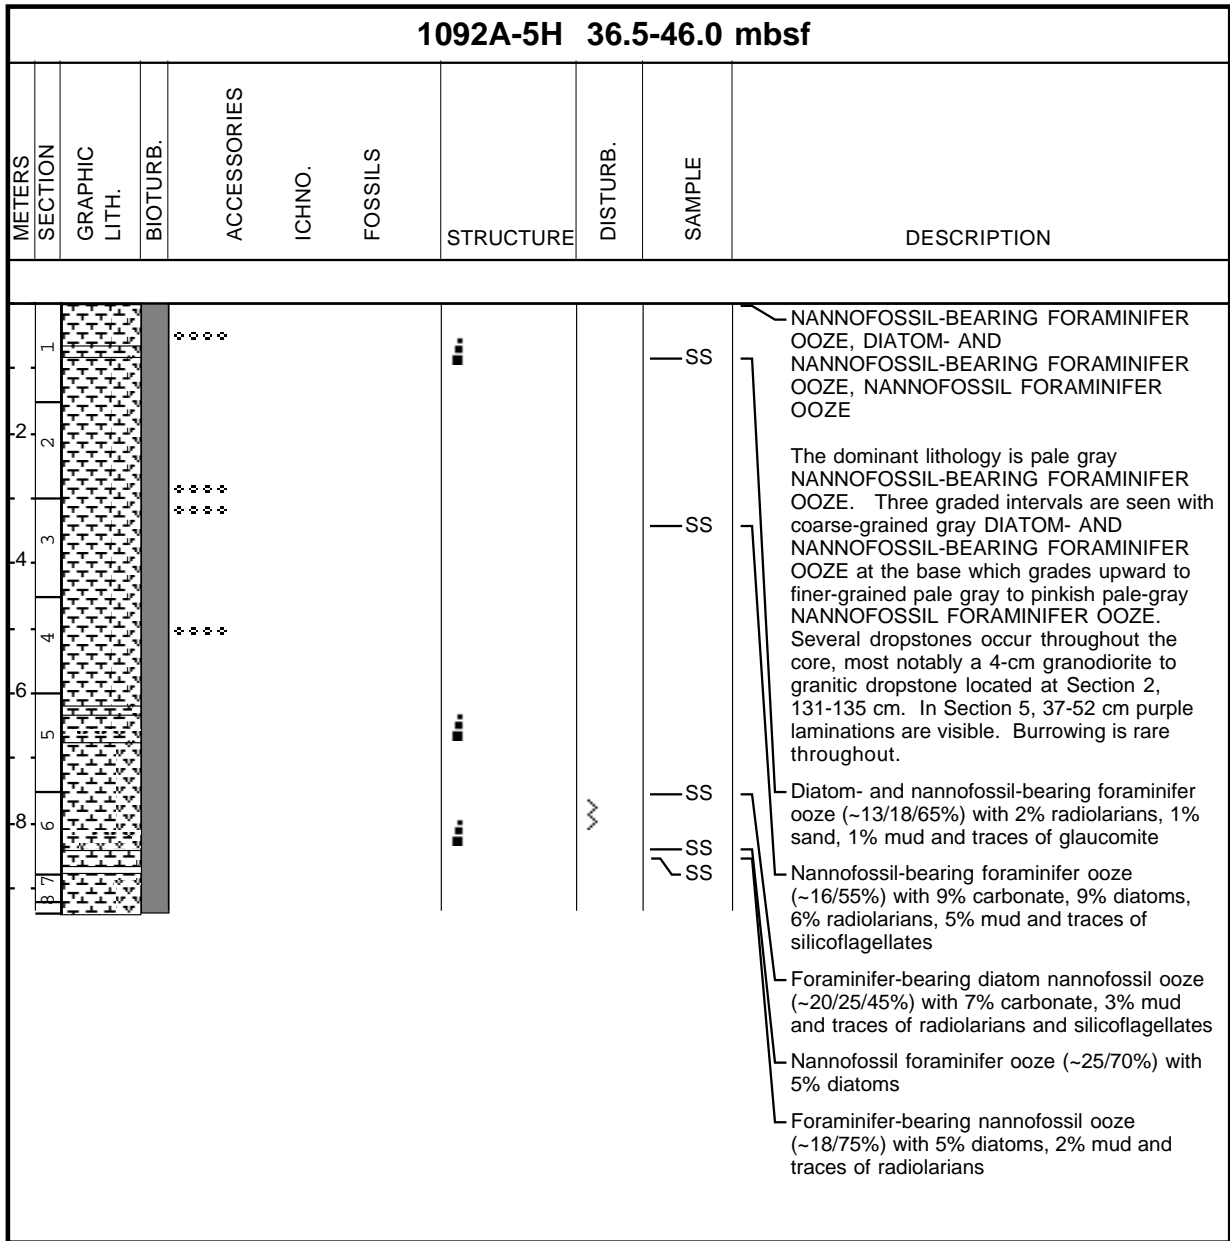 1092A-5H 36.5-46.0 mbsf
METERS
SECTION
GRAPHIC
LITH.
BIOTURB.
ACCESSORIES
ICHNO.
FOSSILS
STRUCTURE
DISTURB.
SAMPLE
DESCRIPTION
1
2
2
3
4
4
6
5
8
6
7
8
SS
SS
SS
SS
SS
NANNOFOSSIL-BEARING FORAMINIFER
OOZE, DIATOM- AND
NANNOFOSSIL-BEARING FORAMINIFER
OOZE, NANNOFOSSIL FORAMINIFER
OOZE
The dominant lithology is pale gray
NANNOFOSSIL-BEARING FORAMINIFER
OOZE. Three graded intervals are seen with
coarse-grained gray DIATOM- AND
NANNOFOSSIL-BEARING FORAMINIFER
OOZE at the base which grades upward to
finer-grained pale gray to pinkish pale-gray
NANNOFOSSIL FORAMINIFER OOZE.
Several dropstones occur throughout the
core, most notably a 4-cm granodiorite to
granitic dropstone located at Section 2,
131-135 cm. In Section 5, 37-52 cm purple
laminations are visible. Burrowing is rare
throughout.
Diatom- and nannofossil-bearing foraminifer
ooze (~13/18/65%) with 2% radiolarians, 1%
sand, 1% mud and traces of glaucomite
Nannofossil-bearing foraminifer ooze
(~16/55%) with 9% carbonate, 9% diatoms,
6% radiolarians, 5% mud and traces of
silicoflagellates
Foraminifer-bearing diatom nannofossil ooze
(~20/25/45%) with 7% carbonate, 3% mud
and traces of radiolarians and silicoflagellates
Nannofossil foraminifer ooze (~25/70%) with
5% diatoms
Foraminifer-bearing nannofossil ooze
(~18/75%) with 5% diatoms, 2% mud and
traces of radiolarians